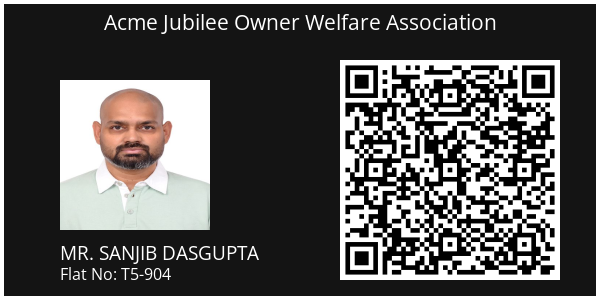 Acme Jubilee Owner Welfare Association
MR. SANJIB DASGUPTA
Flat No: T5-904